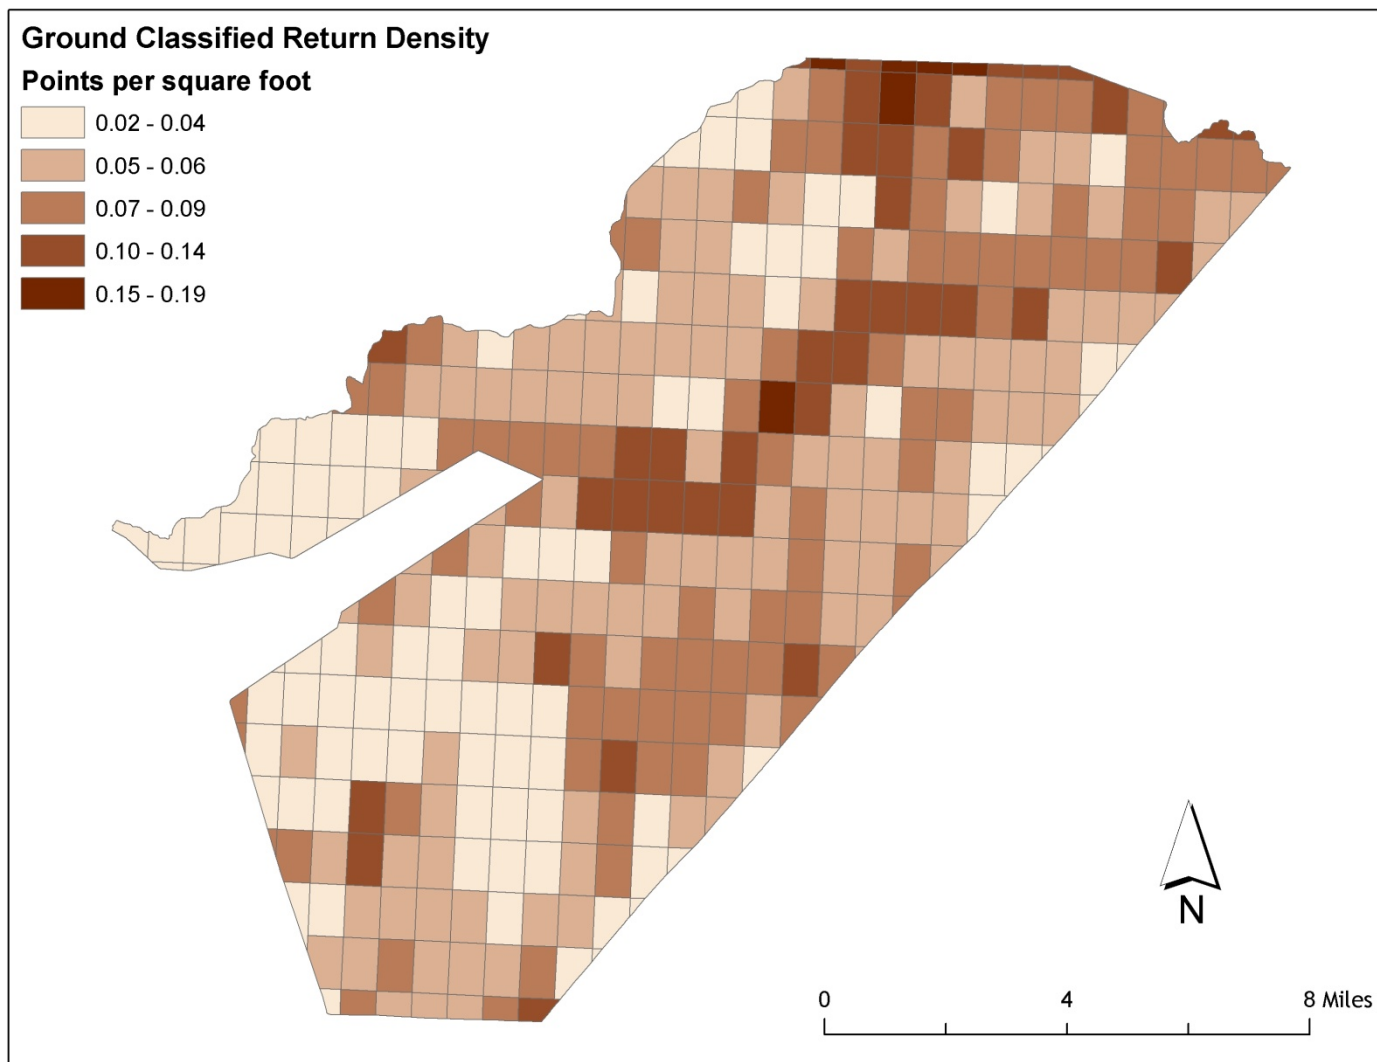 Ground Classified Return Density
Points per square foot
0.02 - 0.04
0.05 - 0.06
0.07 - 0.09
0.10 - 0.14
0.15 - 0.19
N
0 4 8 Miles